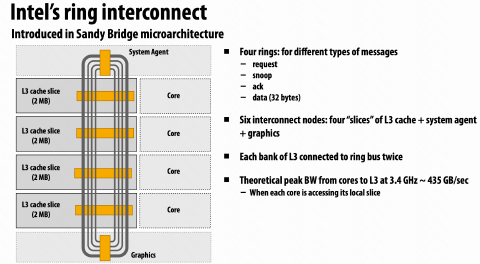 Intel's ring interconnect
Introduced in Sandy Bridge microarchitecture
System Agent
L3 cache slice
(2 MB)
Core
L3 cache slice
(2 MB)
Core
L3 cache slice
(2 MB)
Core
L3 cache slice
(2 MB)
Core
Graphics
▪ Four rings: for different types of messages
– request
– snoop
– ack
– data (32 bytes)
▪ Six interconnect nodes: four "slices" of L3 cache + system agent
+ graphics
▪ Each bank of L3 connected to ring bus twice
▪ Theoretical peak BW from cores to L3 at 3.4 GHz ~ 435 GB/sec
– When each core is accessing its local slice